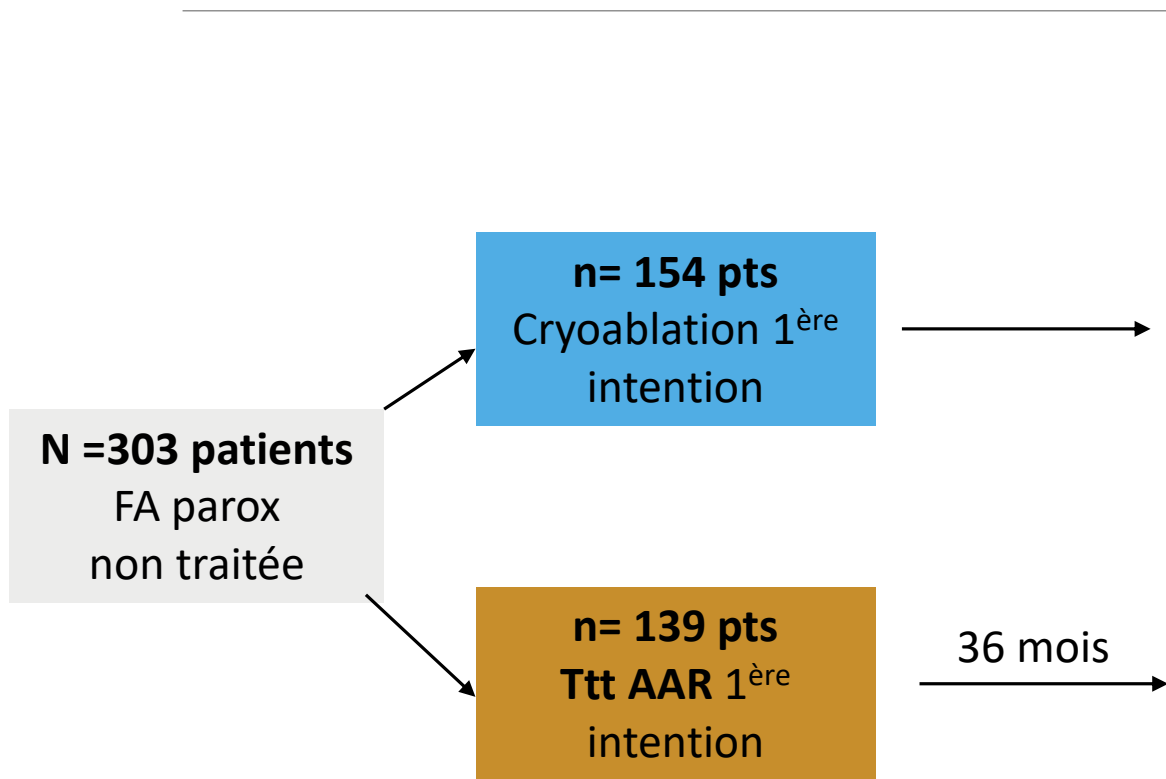 n= 154 pts
Cryoablation 1ère
intention
N =303 patients
FA parox
non traitée
n= 139 pts
Ttt AAR 1ère
intention
36 mois